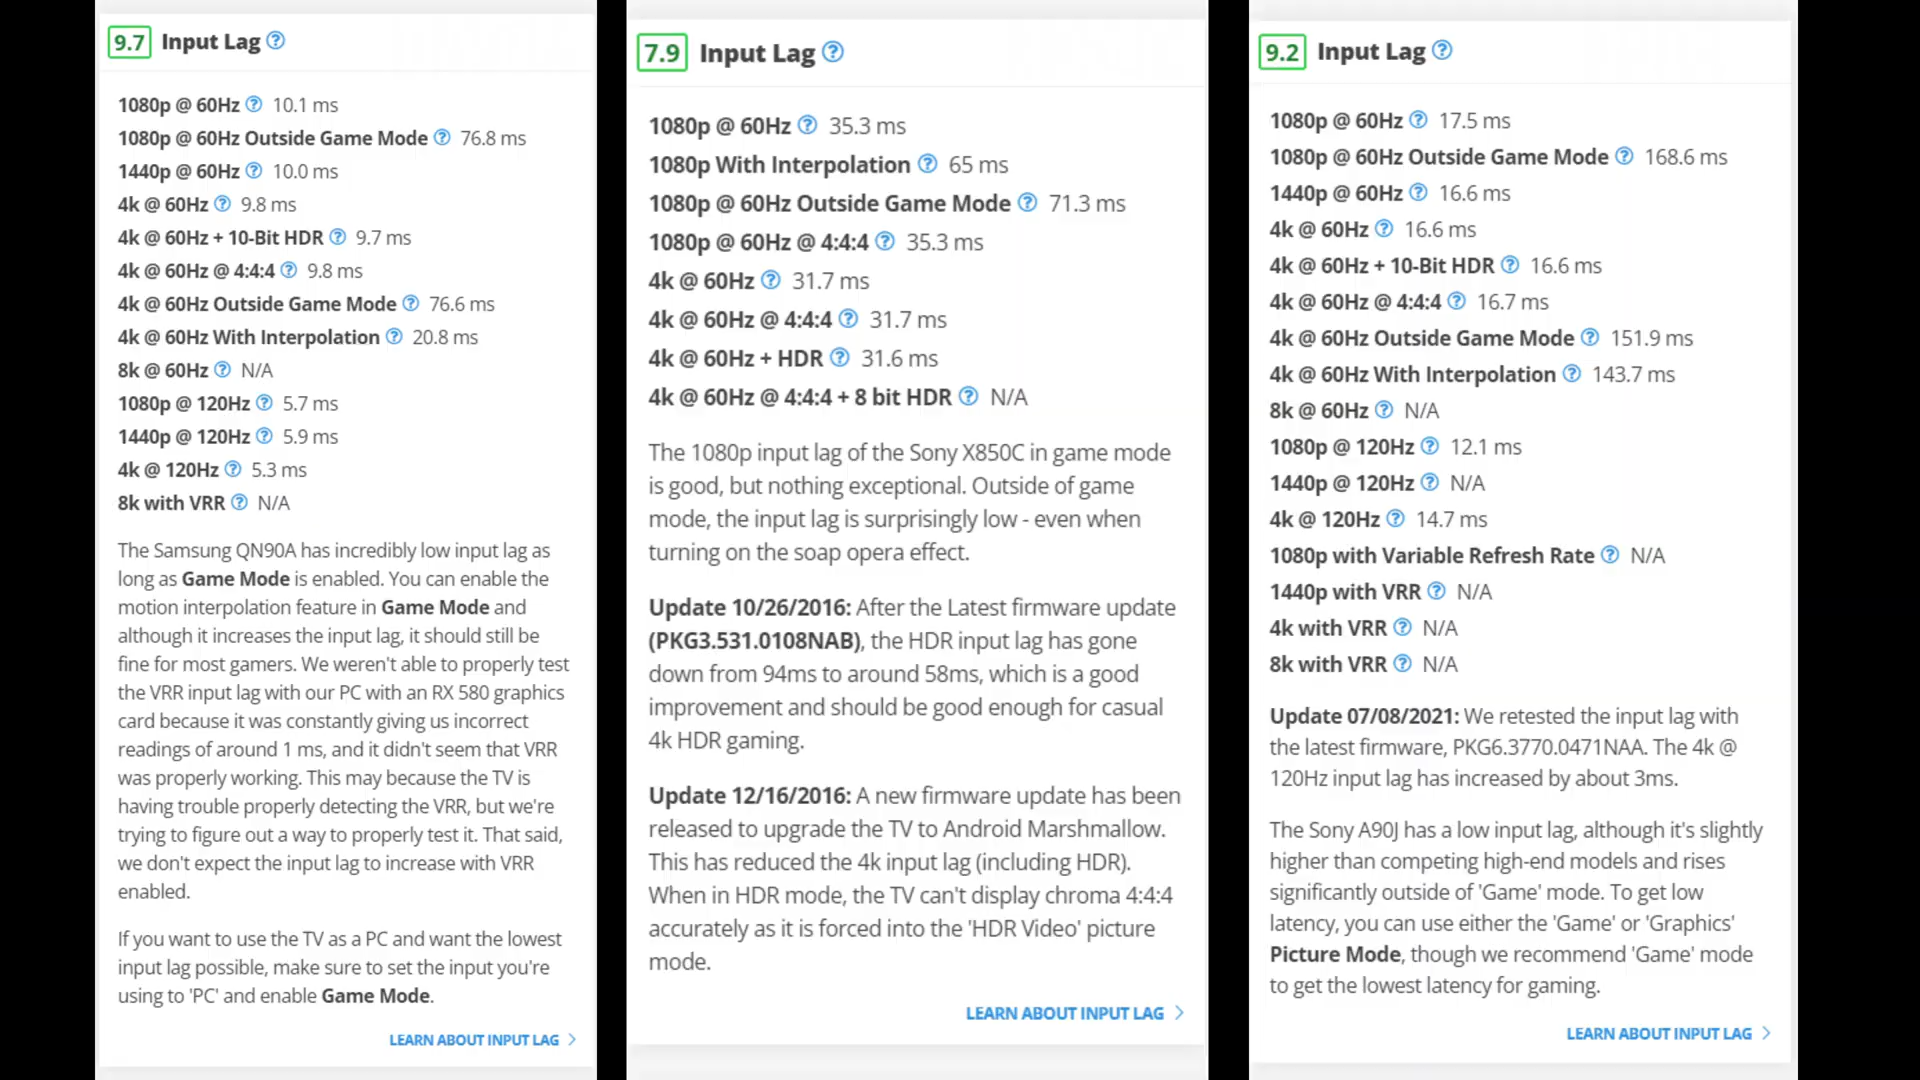 9.7 Input Lag ?
1080p @ 60Hz ? 10.1 ms
1080p @ 60Hz Outside Game Mode ? 76.8 ms
1440p @ 60Hz ? 10.0 ms
4k @ 60Hz ? 9.8 ms
4k @ 60Hz + 10-Bit HDR ? 9.7 ms
4k @ 60Hz @ 4:4:4 ? 9.8 ms
4k @ 60Hz Outside Game Mode ? 76.6 ms
4k @ 60Hz With Interpolation ? 20.8 ms
8k @ 60Hz ? N/A
1080p @ 120Hz ? 5.7 ms
1440p @ 120Hz ? 5.9 ms
4k @ 120Hz ? 5.3 ms
8k with VRR ? N/A
The Samsung QN90A has incredibly low input lag as
long as Game Mode is enabled. You can enable the
motion interpolation feature in Game Mode and
although it increases the input lag, it should still be
fine for most gamers. We weren't able to properly test
the VRR input lag with our PC with an RX 580 graphics
card because it was constantly giving us incorrect
readings of around 1 ms, and it didn't seem that VRR
was properly working. This may because the TV is
having trouble properly detecting the VRR, but we're
trying to figure out a way to properly test it. That said,
we don't expect the input lag to increase with VRR
enabled.
If you want to use the TV as a PC and want the lowest
input lag possible, make sure to set the input you're
using to 'PC' and enable Game Mode.
LEARN ABOUT INPUT LAG >
7.9 Input Lag ?
1080p @ 60Hz ? 35.3 ms
1080p With Interpolation ? 65 ms
1080p @ 60Hz Outside Game Mode ? 71.3 ms
1080p @ 60Hz @ 4:4:4 ? 35.3 ms
4k @ 60Hz ? 31.7 ms
4k @ 60Hz @ 4:4:4 ? 31.7 ms
4k @ 60Hz + HDR ? 31.6 ms
4k @ 60Hz @ 4:4:4 + 8 bit HDR ? N/A
The 1080p input lag of the Sony X850C in game mode
is good, but nothing exceptional. Outside of game
mode, the input lag is surprisingly low - even when
turning on the soap opera effect.
Update 10/26/2016: After the Latest firmware update
(PKG3.531.0108NAB), the HDR input lag has gone
down from 94ms to around 58ms, which is a good
improvement and should be good enough for casual
4k HDR gaming.
Update 12/16/2016: A new firmware update has been
released to upgrade the TV to Android Marshmallow.
This has reduced the 4k input lag (including HDR).
When in HDR mode, the TV can't display chroma 4:4:4
accurately as it is forced into the 'HDR Video' picture
mode.
LEARN ABOUT INPUT LAG >
9.2 Input Lag ?
1080p @ 60Hz ? 17.5 ms
1080p @ 60Hz Outside Game Mode ? 168.6 ms
1440p @ 60Hz ? 16.6 ms
4k @ 60Hz ? 16.6 ms
4k @ 60Hz + 10-Bit HDR ? 16.6 ms
4k @ 60Hz @ 4:4:4 ? 16.7 ms
4k @ 60Hz Outside Game Mode ? 151.9 ms
4k @ 60Hz With Interpolation ? 143.7 ms
8k @ 60Hz ? N/A
1080p @ 120Hz ? 12.1 ms
1440p @ 120Hz ? N/A
4k @ 120Hz ? 14.7 ms
1080p with Variable Refresh Rate ? N/A
1440p with VRR ? N/A
4k with VRR ? N/A
8k with VRR ? N/A
Update 07/08/2021: We retested the input lag with
the latest firmware, PKG6.3770.0471NAA. The 4k @
120Hz input lag has increased by about 3ms.
The Sony A90J has a low input lag, although it's slightly
higher than competing high-end models and rises
significantly outside of 'Game' mode. To get low
latency, you can use either the 'Game' or 'Graphics'
Picture Mode, though we recommend 'Game' mode
to get the lowest latency for gaming.
LEARN ABOUT INPUT LAG >